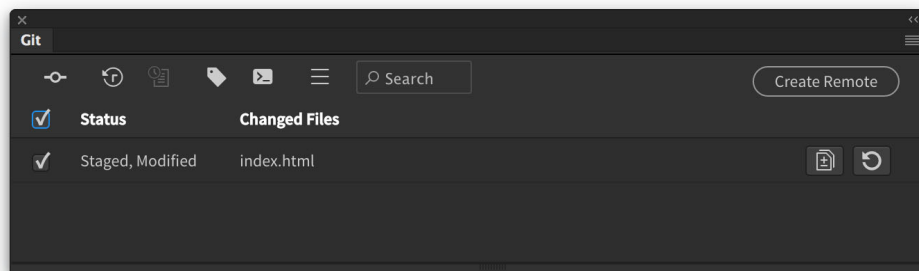 Git
Search
Create Remote
Status Changed Files
Staged, Modified index.html